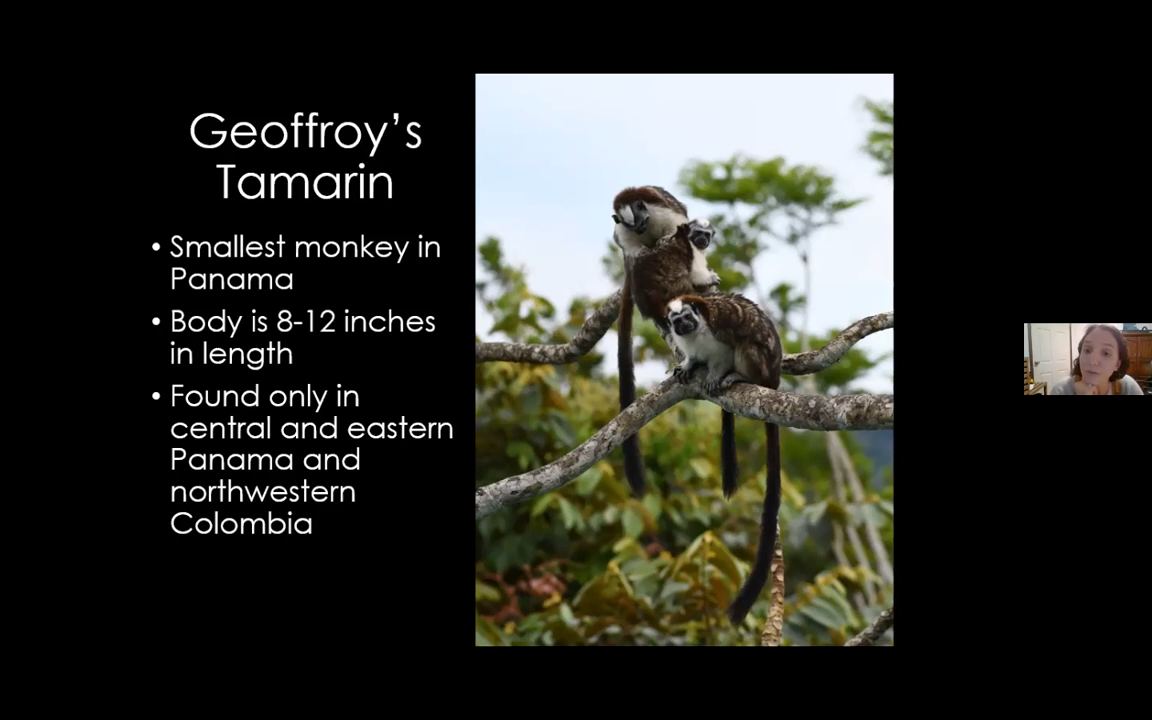 Geoffroy's
Tamarin
• Smallest monkey in
Panama
• Body is 8-12 inches
in length
• Found only in
central and eastern
Panama and
northwestern
Colombia